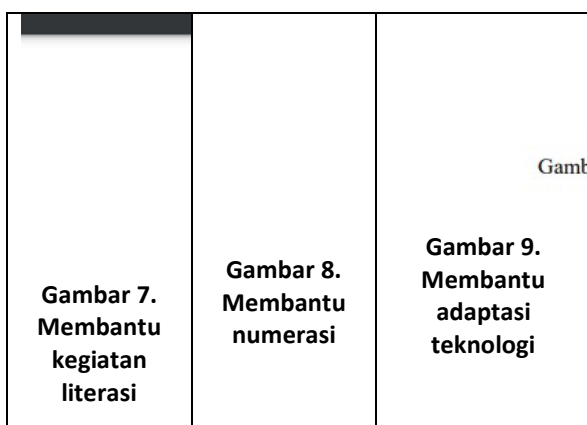 Gamb
Gambar 7.
Membantu
kegiatan
literasi
Gambar 8.
Membantu
numerasi
Gambar 9.
Membantu
adaptasi
teknologi